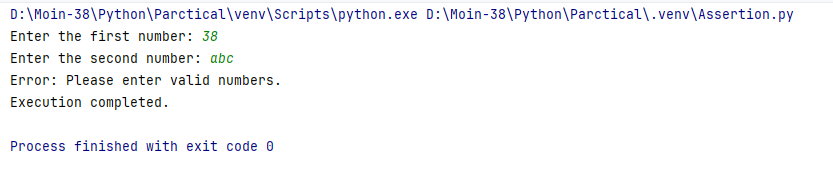 D:\Moin-38\Python\Parctical\venv\Scripts\python.exe D:\Moin-38\Python\Parctical\.venv\Assertion.py
Enter the first number: 38
Enter the second number: abc
Error: Please enter valid numbers.
Execution completed.
Process finished with exit code 0